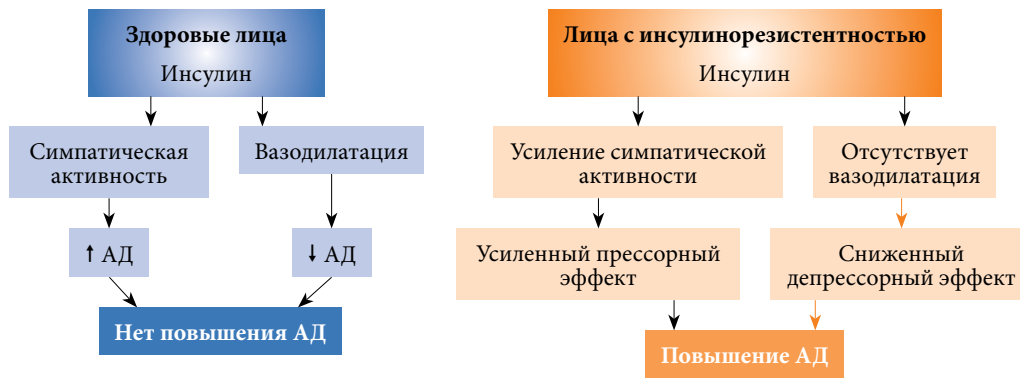 Здоровые лица
Инсулин
Симпатическая
активность
Вазодилатация
↑ АД
↓ АД
Нет повышения АД
Лица с инсулинорезистентностью
Инсулин
Усиление симпатической
активности
Отсутствует
вазодилатация
Усиленный прессорный
эффект
Сниженный
депрессорный эффект
Повышение АД